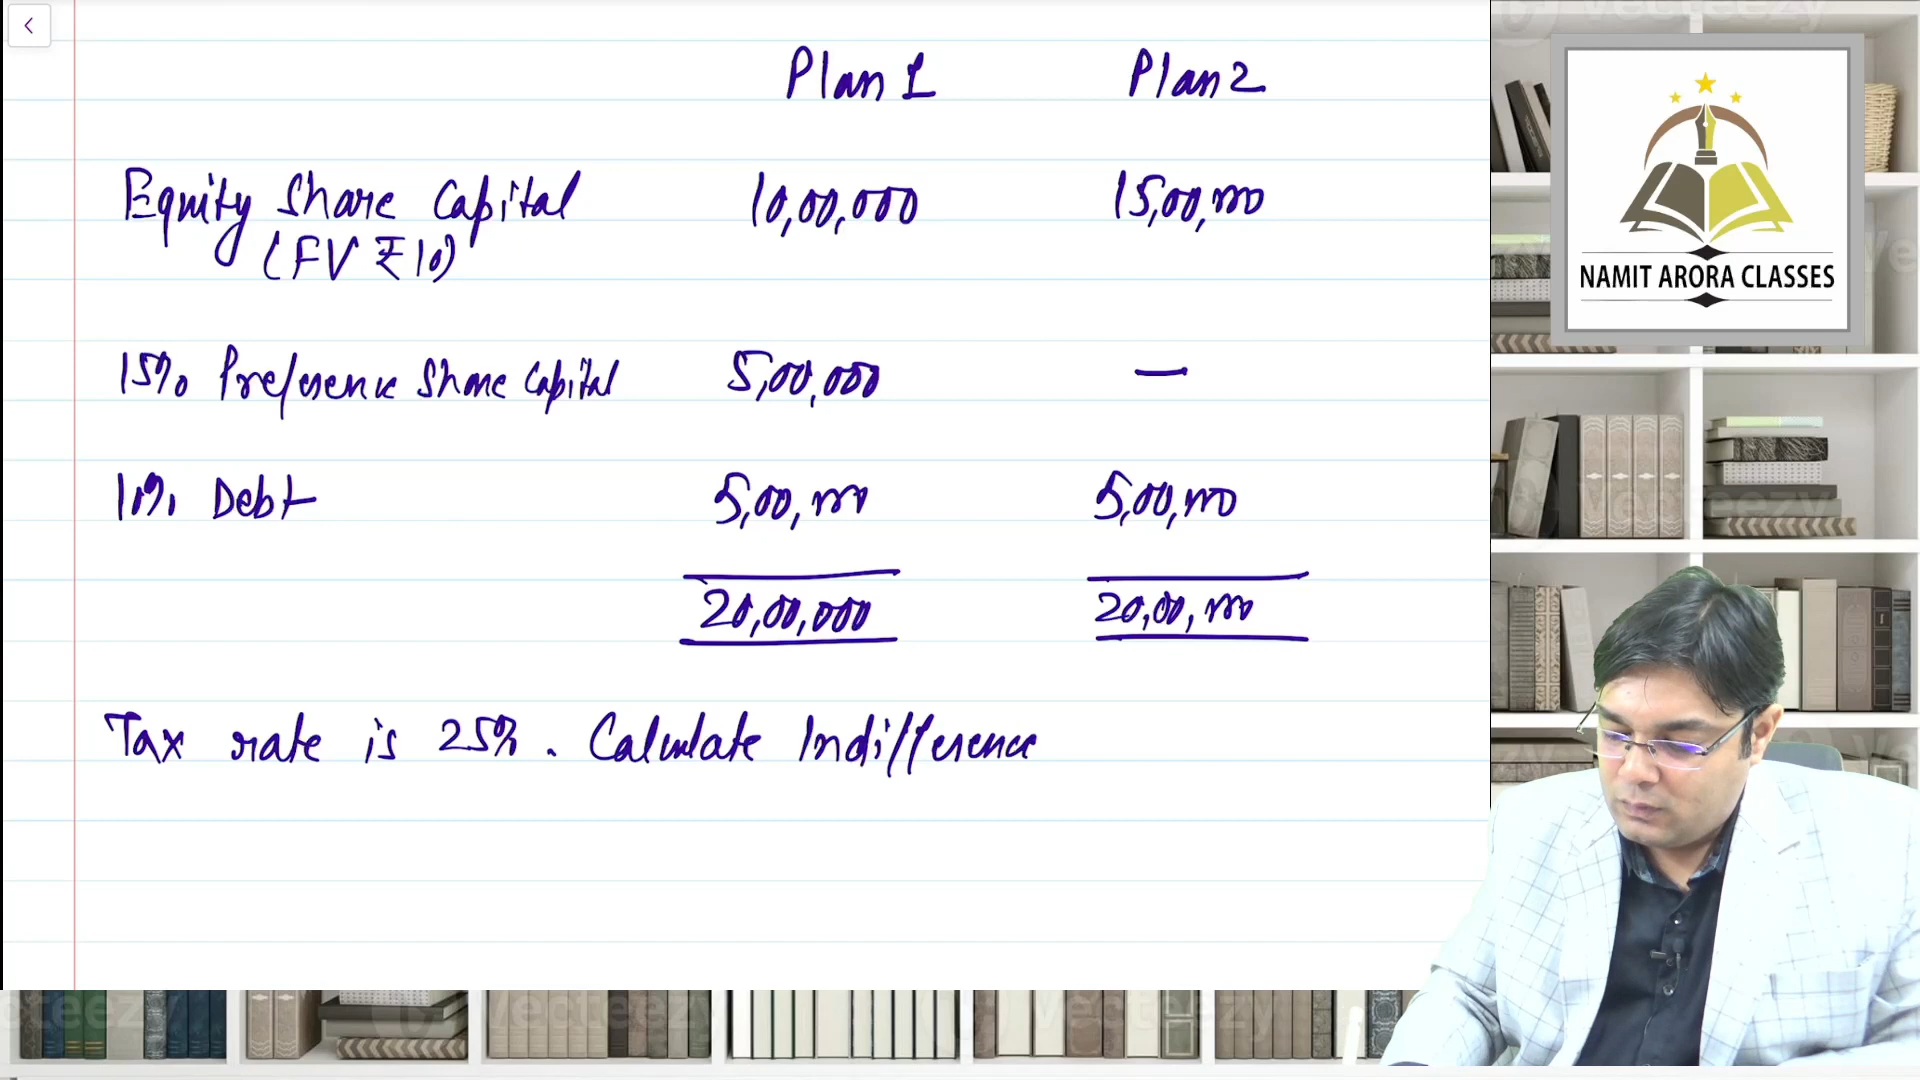 Plan 1 Plan 2
Equity Share Capital 10,00,000 15,00,000
(FV ₹10)
15% Preference Share Capital 5,00,000 —
10% Debt 5,00,000 5,00,000
20,00,000 20,00,000
Tax rate is 25%. Calculate Indifference
NAMIT ARORA CLASSES
Vecteezy